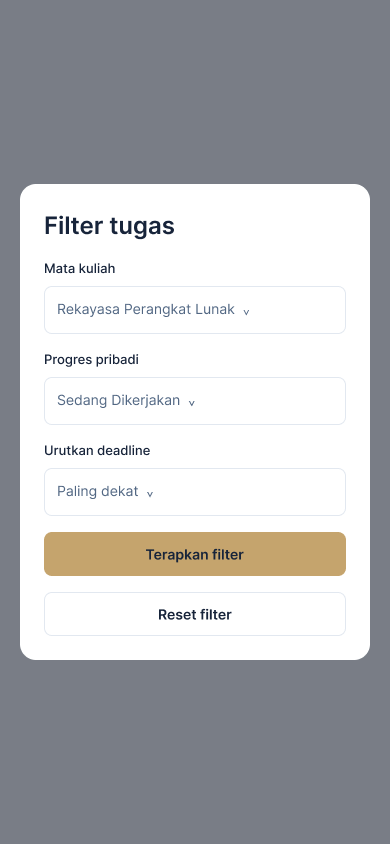 Filter tugas
Mata kuliah
Rekayasa Perangkat Lunak
Progres pribadi
Sedang Dikerjakan
Urutkan deadline
Paling dekat
Terapkan filter
Reset filter